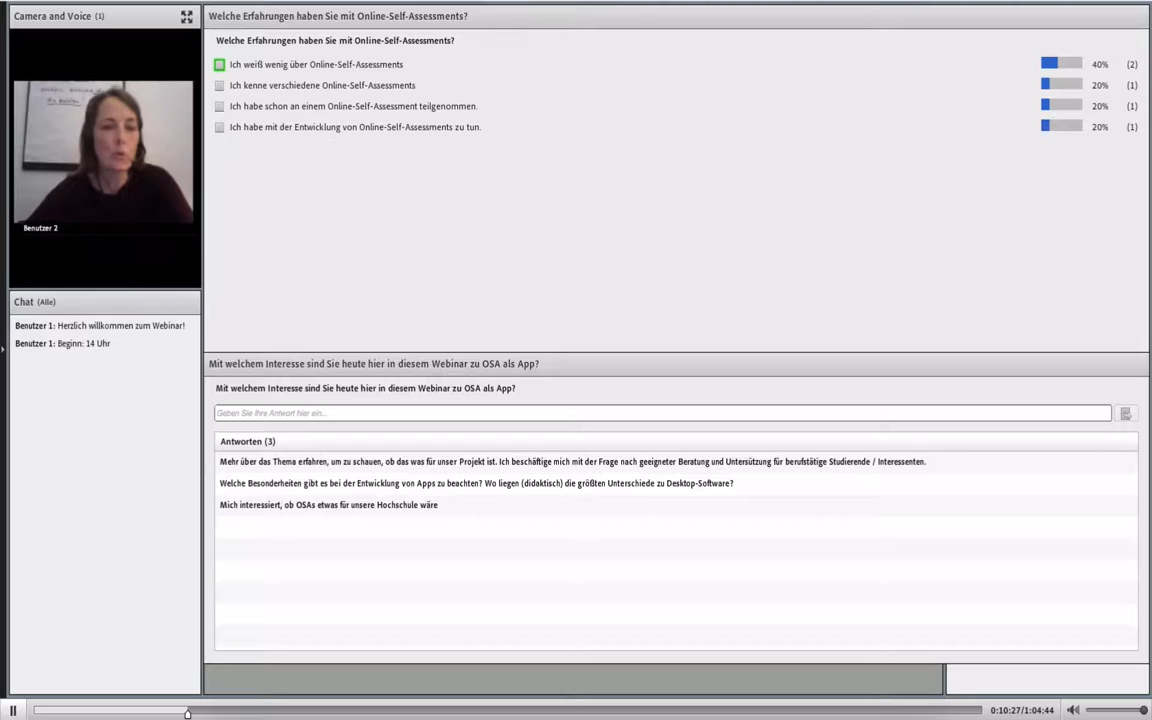 Camera and Voice (1)
Benutzer 2
Chat (Alle)
Benutzer 1: Herzlich willkommen zum Webinar!
Benutzer 1: Beginn: 14 Uhr
Welche Erfahrungen haben Sie mit Online-Self-Assessments?
Welche Erfahrungen haben Sie mit Online-Self-Assessments?
Ich weiß wenig über Online-Self-Assessments 40% (2)
Ich kenne verschiedene Online-Self-Assessments 20% (1)
Ich habe schon an einem Online-Self-Assessment teilgenommen. 20% (1)
Ich habe mit der Entwicklung von Online-Self-Assessments zu tun. 20% (1)
Mit welchem Interesse sind Sie heute hier in diesem Webinar zu OSA als App?
Mit welchem Interesse sind Sie heute hier in diesem Webinar zu OSA als App?
Geben Sie Ihre Antwort hier ein...
Antworten (3)
Mehr über das Thema erfahren, um zu schauen, ob das was für unser Projekt ist. Ich beschäftige mich mit der Frage nach geeigneter Beratung und Untersützung für berufstätige Studierende / Interessenten.
Welche Besonderheiten gibt es bei der Entwicklung von Apps zu beachten? Wo liegen (didaktisch) die größten Unterschiede zu Desktop-Software?
Mich interessiert, ob OSAs etwas für unsere Hochschule wäre
0:10:27/1:04:44